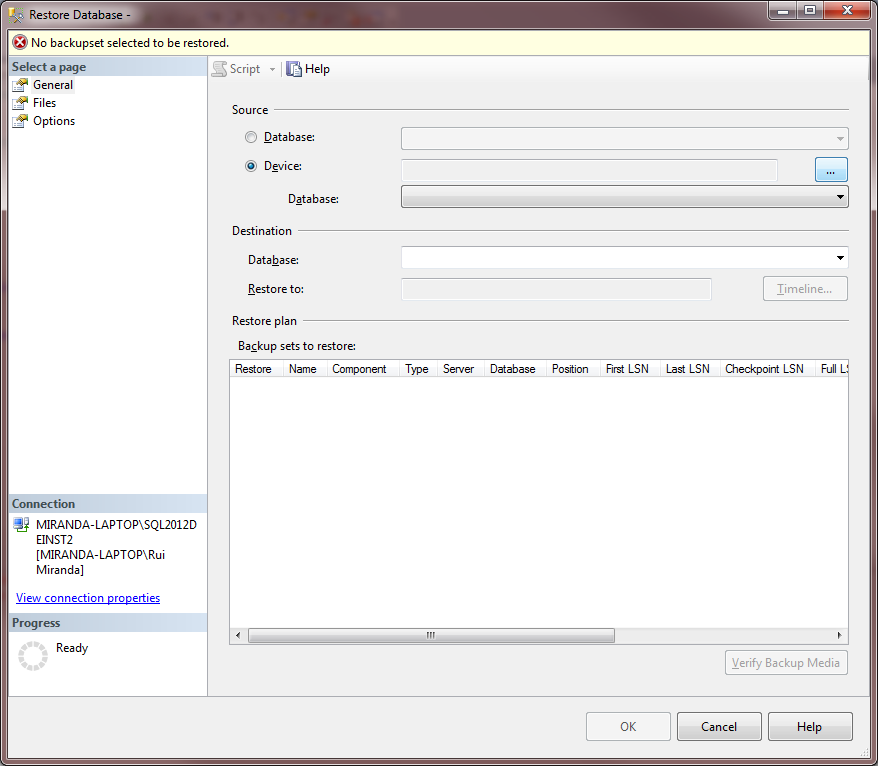 Restore Database -
No backupset selected to be restored.
Select a page
General
Files
Options
Script
Help
Source
Database:
Device:
...
Database:
Destination
Database:
Restore to:
Timeline...
Restore plan
Backup sets to restore:
Restore Name Component Type Server Database Position First LSN Last LSN Checkpoint LSN Full LS
Connection
MIRANDA-LAPTOP\SQL2012D
EINST2
[MIRANDA-LAPTOP\Rui
Miranda]
View connection properties
Progress
Ready
Verify Backup Media
OK Cancel Help